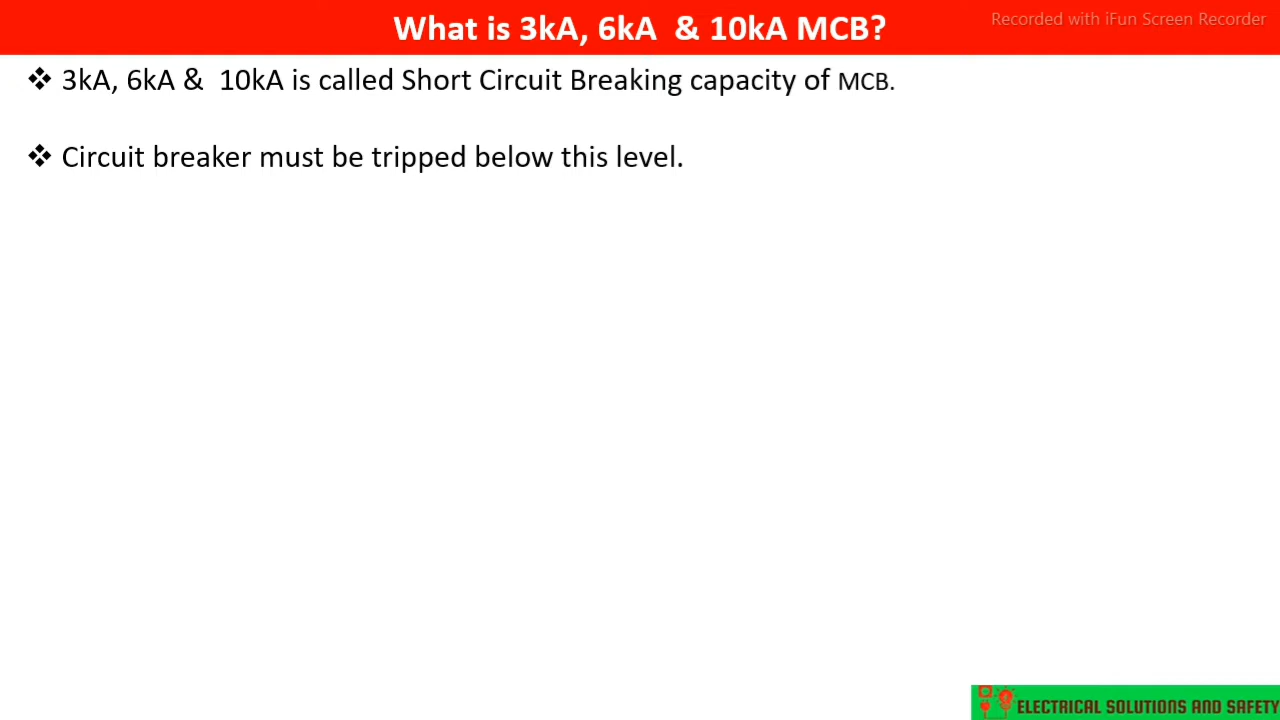 What is 3kA, 6kA & 10kA MCB?
Recorded with iFun Screen Recorder
❖ 3kA, 6kA & 10kA is called Short Circuit Breaking capacity of MCB.
❖ Circuit breaker must be tripped below this level.
ELECTRICAL SOLUTIONS AND SAFETY